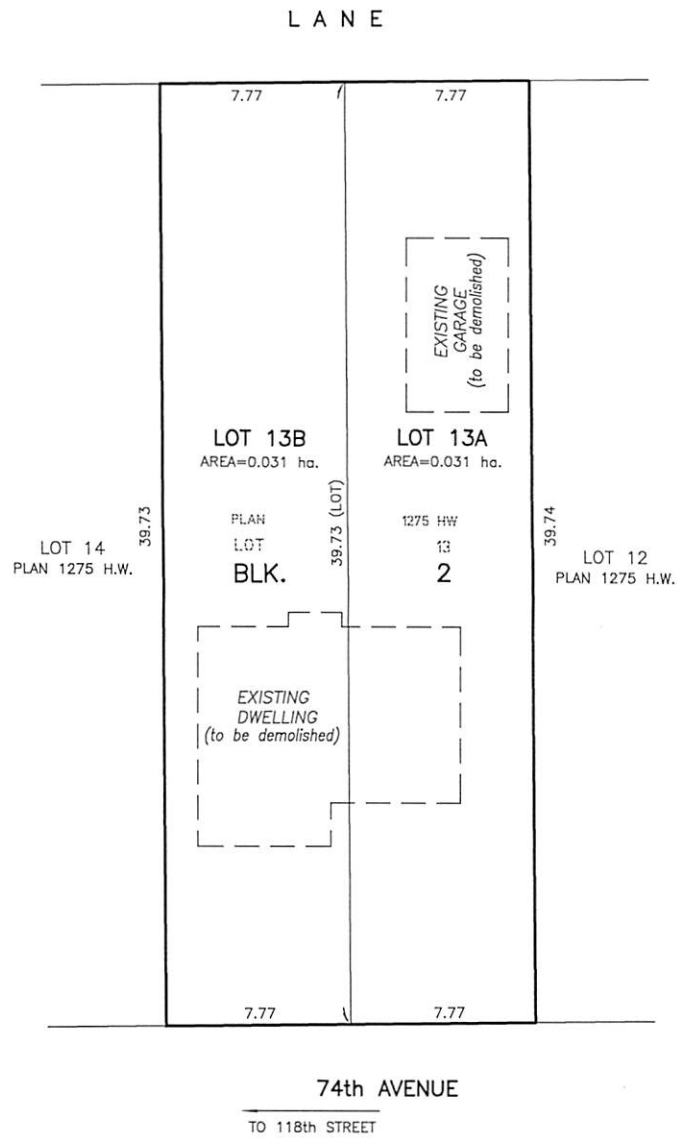 LANE
7.77
7.77
EXISTING
GARAGE
(to be demolished)
LOT 13B
AREA=0.031 ha.
LOT 13A
AREA=0.031 ha.
39.73
39.73 (LOT)
39.74
PLAN
1275 HW
LOT
13
BLK.
2
LOT 14
PLAN 1275 H.W.
LOT 12
PLAN 1275 H.W.
EXISTING
DWELLING
(to be demolished)
7.77
7.77
74th AVENUE
TO 118th STREET